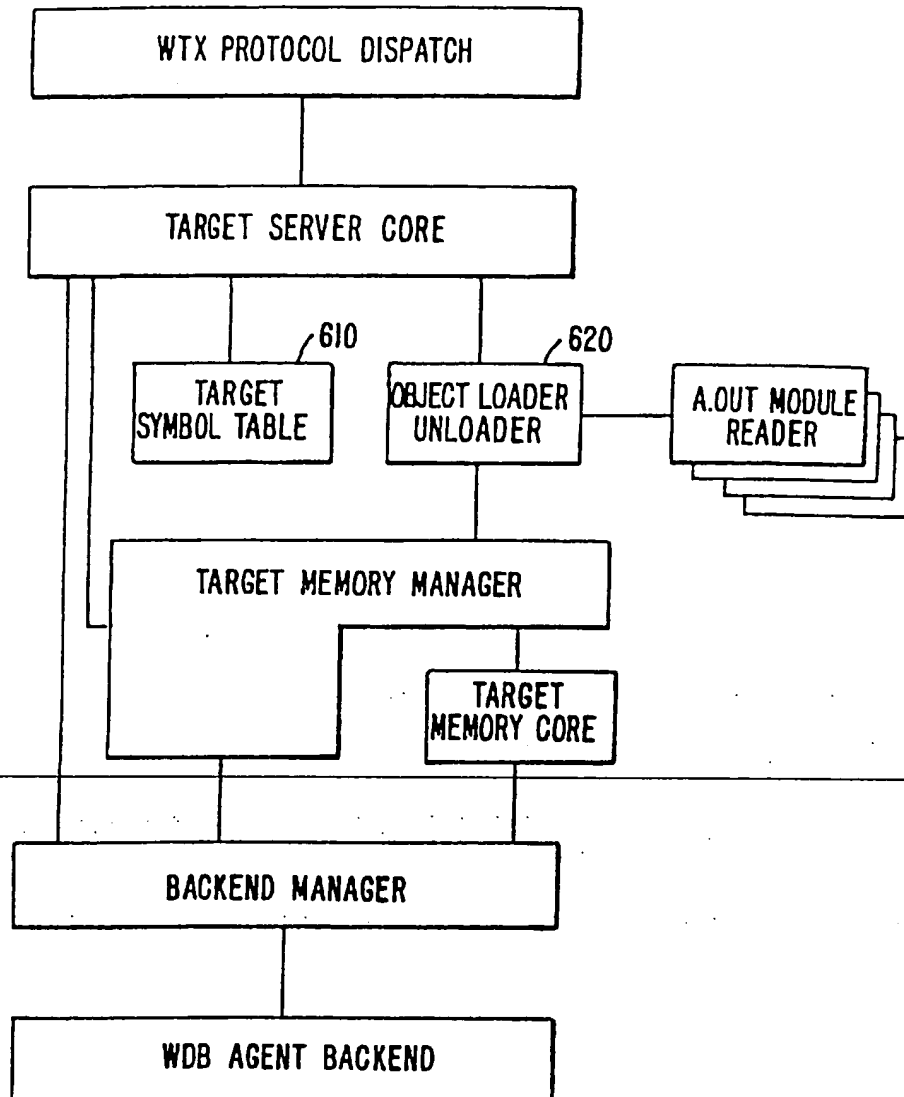 WTX PROTOCOL DISPATCH
TARGET SERVER CORE
610
620
TARGET
SYMBOL TABLE
OBJECT LOADER
UNLOADER
A.OUT MODULE
READER
TARGET MEMORY MANAGER
TARGET
MEMORY CORE
BACKEND MANAGER
WDB AGENT BACKEND